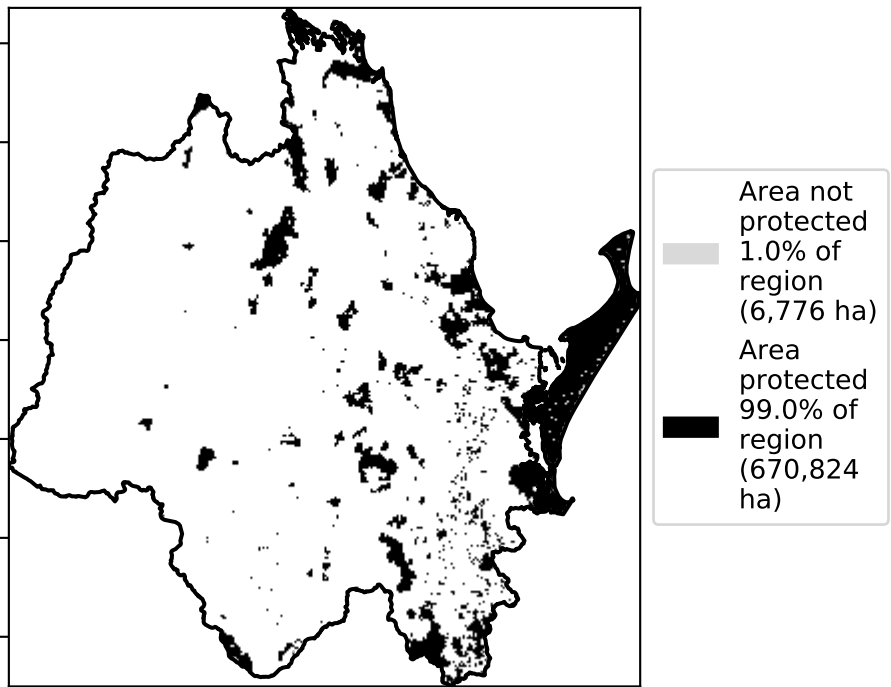 Area not
protected
1.0% of
region
(6,776 ha)
Area
protected
99.0% of
region
(670,824
ha)